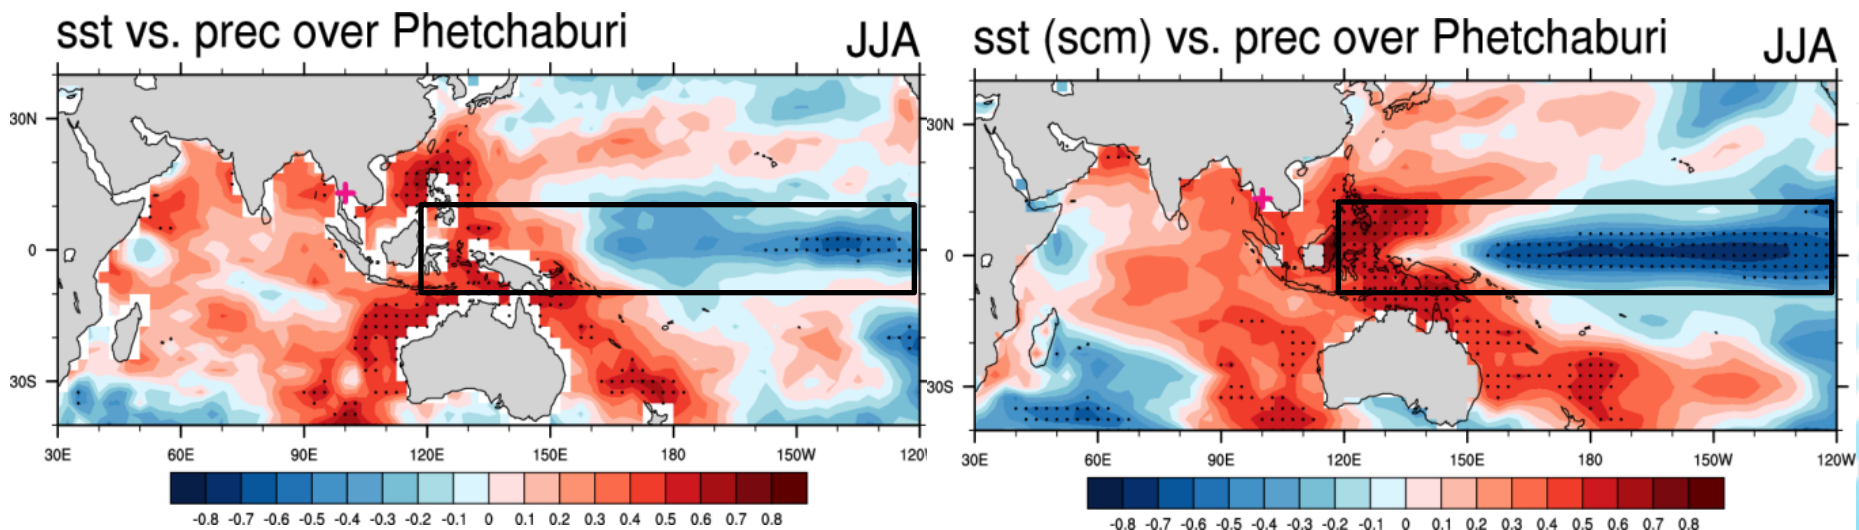 sst vs. prec over Phetchaburi
JJA
30N
0
30S
30E 60E 90E 120E 150E 180 150W 120
-0.8 -0.7 -0.6 -0.5 -0.4 -0.3 -0.2 -0.1 0 0.1 0.2 0.3 0.4 0.5 0.6 0.7 0.8
sst (scm) vs. prec over Phetchaburi
JJA
30N
0
30S
30E 60E 90E 120E 150E 180 150W 120W
-0.8 -0.7 -0.6 -0.5 -0.4 -0.3 -0.2 -0.1 0 0.1 0.2 0.3 0.4 0.5 0.6 0.7 0.8